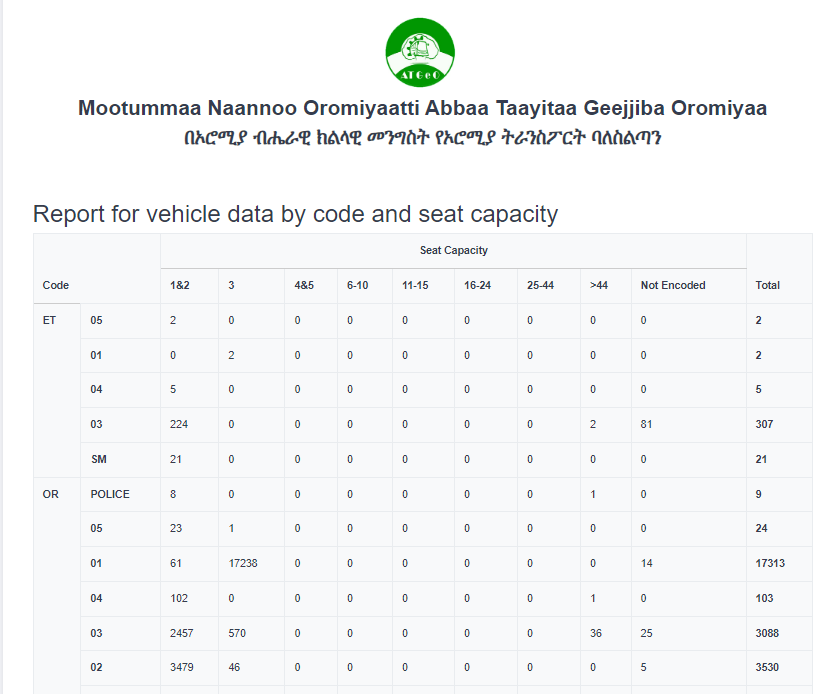 ATGeO
Mootummaa Naannoo Oromiyaatti Abbaa Taayitaa Geejjiba Oromiyaa
በኦሮሚያ ብሔራዊ ክልላዊ መንግስት የኦሮሚያ ትራንስፖርት ባለስልጣን
Report for vehicle data by code and seat capacity
Seat Capacity
Code 1&2 3 4&5 6-10 11-15 16-24 25-44 >44 Not Encoded Total
ET 05 2 0 0 0 0 0 0 0 0 2
01 0 2 0 0 0 0 0 0 0 2
04 5 0 0 0 0 0 0 0 0 5
03 224 0 0 0 0 0 0 2 81 307
SM 21 0 0 0 0 0 0 0 0 21
OR POLICE 8 0 0 0 0 0 0 1 0 9
05 23 1 0 0 0 0 0 0 0 24
01 61 17238 0 0 0 0 0 0 14 17313
04 102 0 0 0 0 0 0 1 0 103
03 2457 570 0 0 0 0 0 36 25 3088
02 3479 46 0 0 0 0 0 0 5 3530